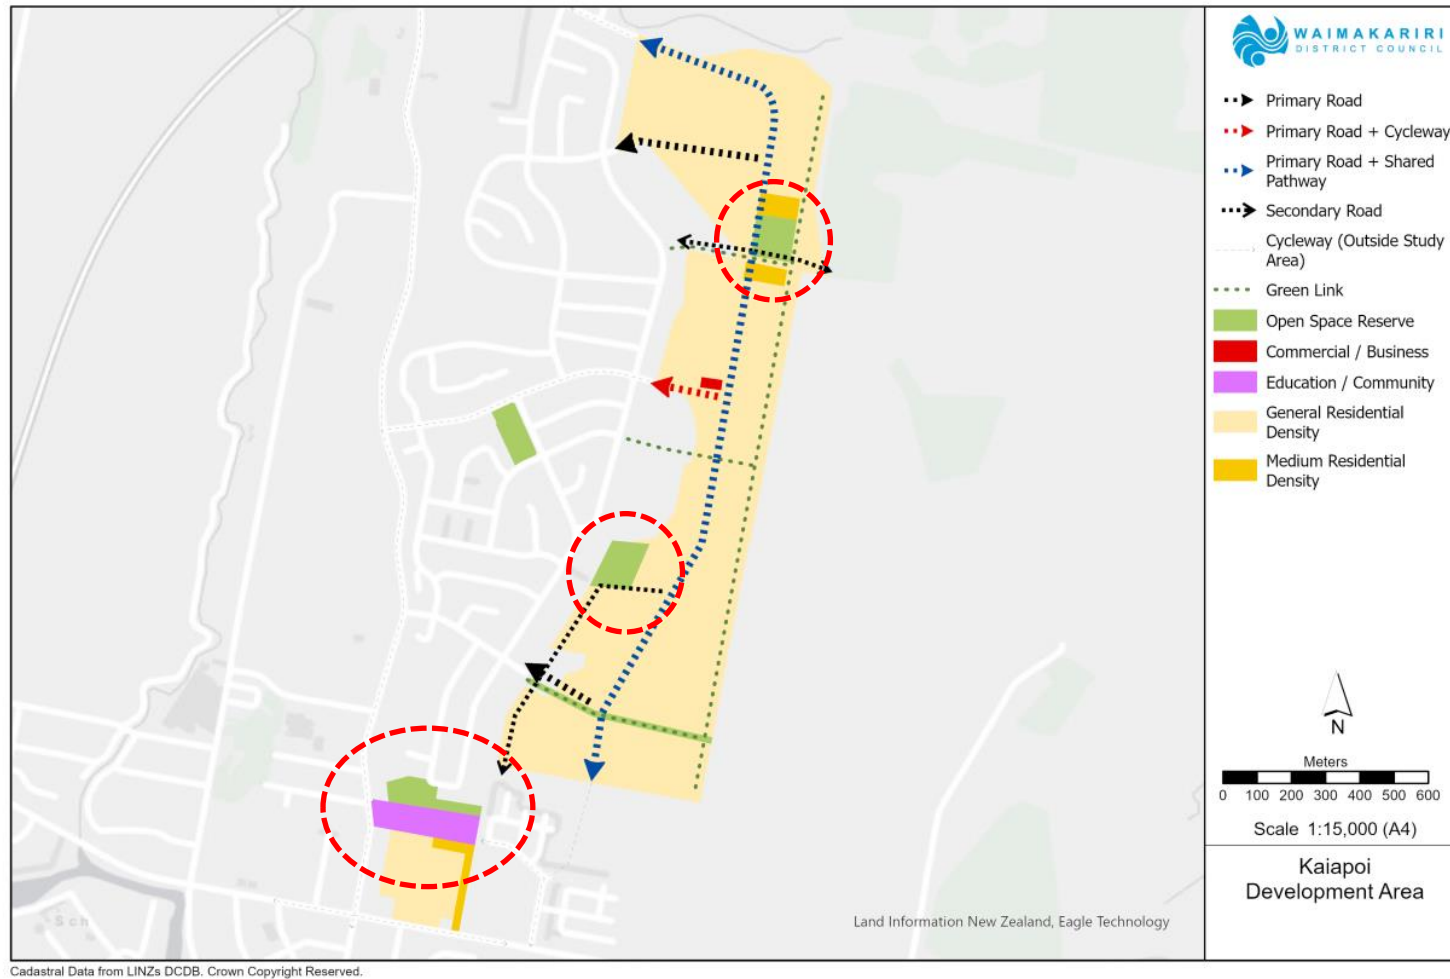 WAIMAKARIRI
DISTRICT COUNCIL
Primary Road
Primary Road + Cycleway
Primary Road + Shared
Pathway
Secondary Road
Cycleway (Outside Study
Area)
Green Link
Open Space Reserve
Commercial / Business
Education / Community
General Residential
Density
Medium Residential
Density
N
Meters
0 100 200 300 400 500 600
Scale 1:15,000 (A4)
Kaiapoi
Development Area
Sch
Land Information New Zealand, Eagle Technology
Cadastral Data from LINZs DCDB. Crown Copyright Reserved.